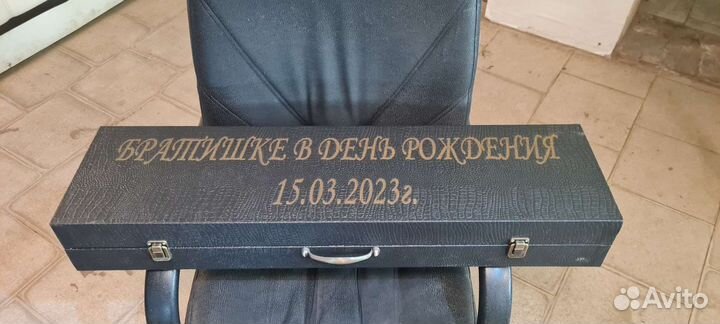 БРАТИШКЕ В ДЕНЬ РОЖДЕНИЯ
15.03.2023г.
Avito